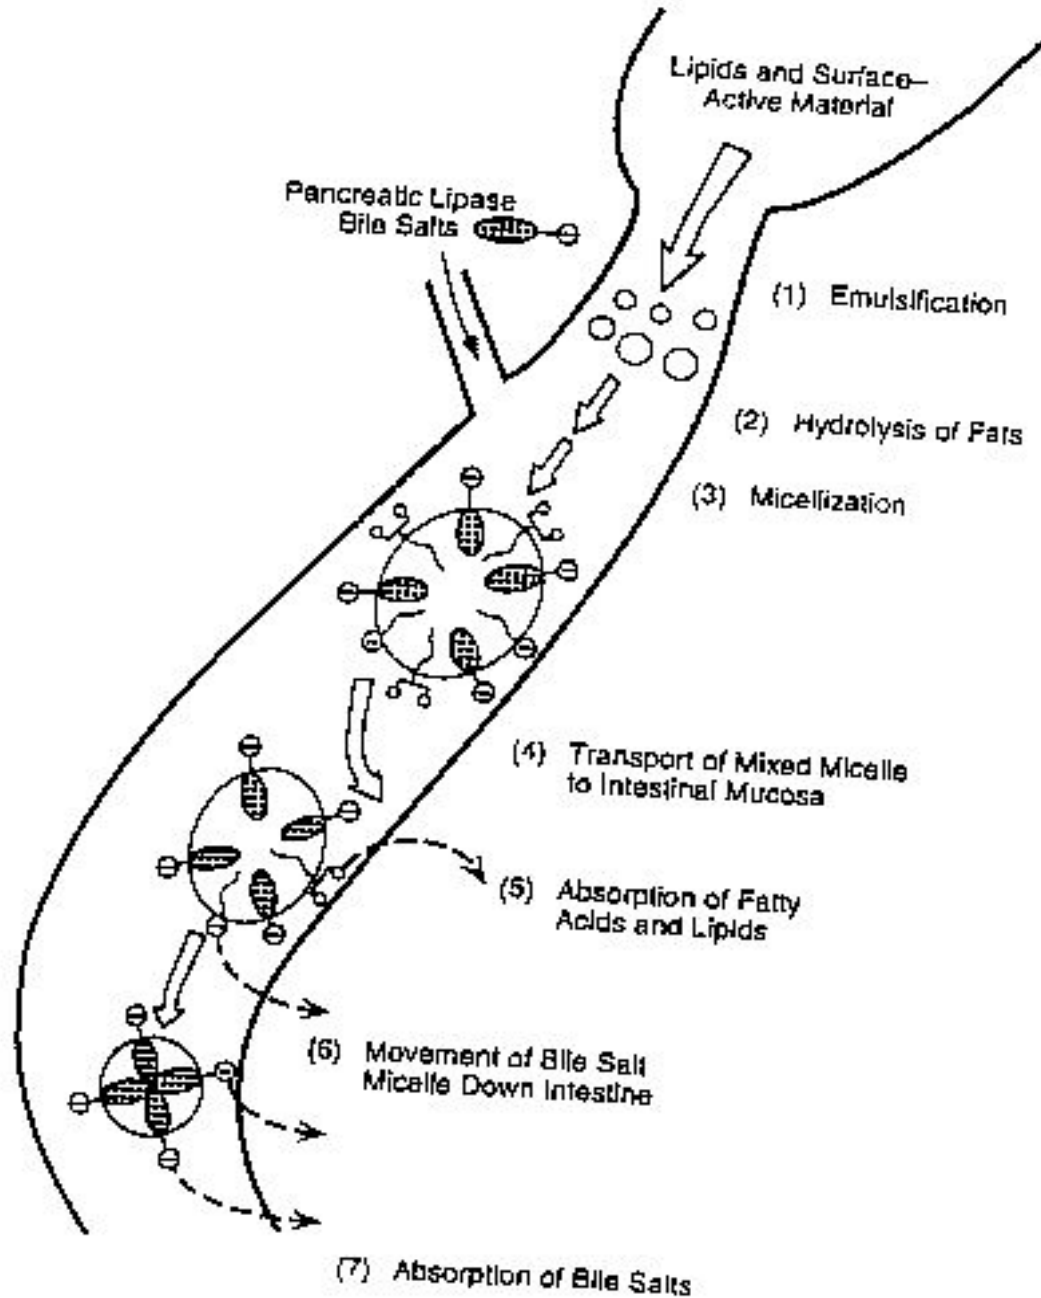 Lipids and Surface–
Active Material
Pancreatic Lipase
Bile Salts
(1) Emulsification
(2) Hydrolysis of Fats
(3) Micellization
(4) Transport of Mixed Micelle
to Intestinal Mucosa
(5) Absorption of Fatty
Acids and Lipids
(6) Movement of Bile Salt
Micelle Down Intestine
(7) Absorption of Bile Salts